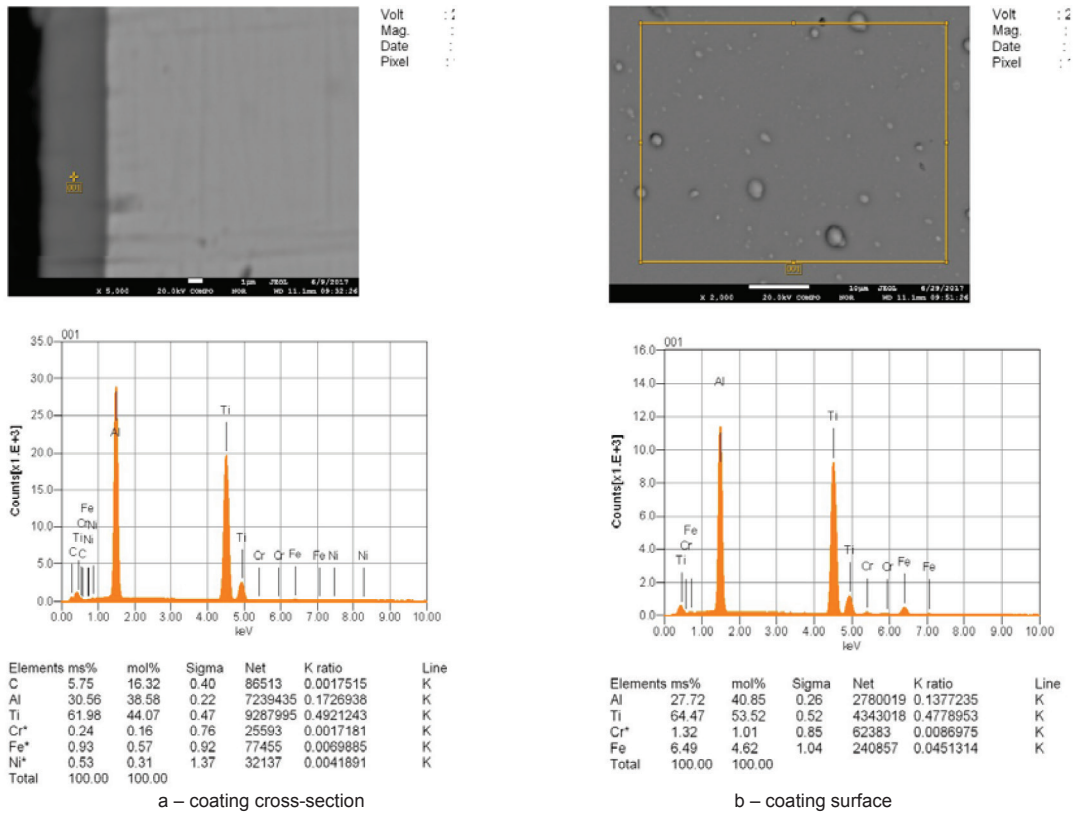 Volt : 2
Mag. :
Date :
Pixel :
001
1µm JEOL 6/9/2017
X 5,000 20.0kV COMPO NOR WD 11.1mm 09:32:26
Volt : 2
Mag. :
Date :
Pixel : 1
001
10µm JEOL 6/29/2017
X 2,000 20.0kV COMPO NOR WD 11.1mm 09:51:26
001
35.0
30.0
25.0
20.0
15.0
10.0
5.0
0.0
Counts[x1.E+3]
Al
Ti
Fe
Cr Ni
Ti Ni
C C
Ti
Cr Cr Fe Fe Ni Ni
0.00 1.00 2.00 3.00 4.00 5.00 6.00 7.00 8.00 9.00 10.00
keV
001
16.0
14.0
12.0
10.0
8.0
6.0
4.0
2.0
0.0
Counts[x1.E+3]
Al
Ti
Fe
Cr
Ti
Ti
Cr Cr Fe Fe
0.00 1.00 2.00 3.00 4.00 5.00 6.00 7.00 8.00 9.00 10.00
keV
Elements ms% mol% Sigma Net K ratio Line
C 5.75 16.32 0.40 86513 0.0017515 K
Al 30.56 38.58 0.22 7239435 0.1726938 K
Ti 61.98 44.07 0.47 9287995 0.4921243 K
Cr* 0.24 0.16 0.76 25593 0.0017181 K
Fe* 0.93 0.57 0.92 77455 0.0069885 K
Ni* 0.53 0.31 1.37 32137 0.0041891 K
Total 100.00 100.00
a – coating cross-section
Elements ms% mol% Sigma Net K ratio Line
Al 27.72 40.85 0.26 2780019 0.1377235 K
Ti 64.47 53.52 0.52 4343018 0.4778953 K
Cr* 1.32 1.01 0.85 62383 0.0086975 K
Fe 6.49 4.62 1.04 240857 0.0451314 K
Total 100.00 100.00
b – coating surface